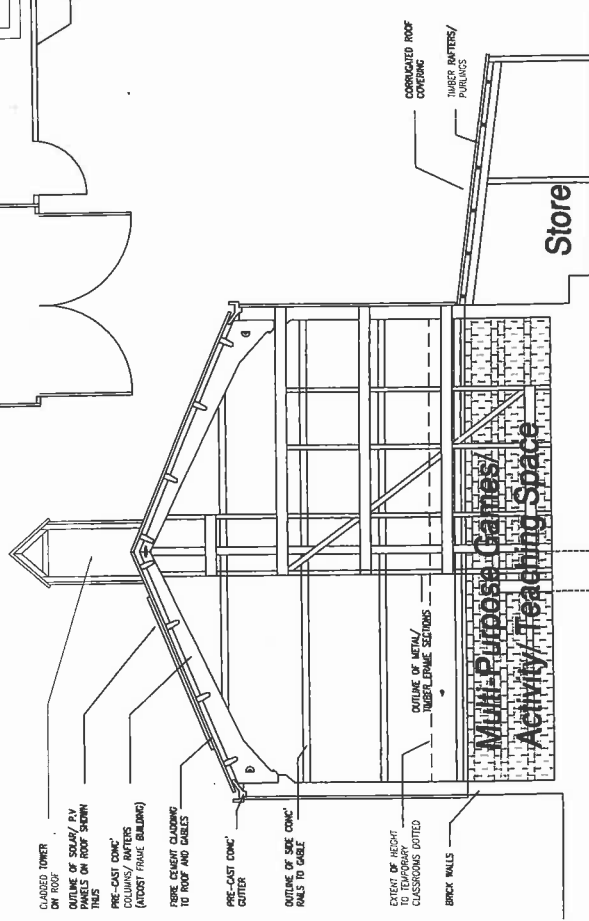 CLADDED TOWER
ON ROOF
OUTLINE OF SOLAR/ P.V
PANELS ON ROOF SHOWN
THUS
PRE-CAST CONC'
COLUMNS/ RAFTERS
(ATCOST FRAME BUILDING)
FIBRE CEMENT CLADDING
TO ROOF AND GABLES
PRE-CAST CONC'
GUTTER
OUTLINE OF SIDE CONC'
RAILS TO GABLE
EXTENT OF HEIGHT
TO TEMPORARY
CLASSROOMS DOTTED
BRICK WALLS
OUTLINE OF METAL/
TIMBER FRAME SECTIONS
Multi-Purpose Games/
Activity/ Teaching Space
CORRUGATED ROOF
COVERING
TIMBER RAFTERS/
PURLINGS
Store